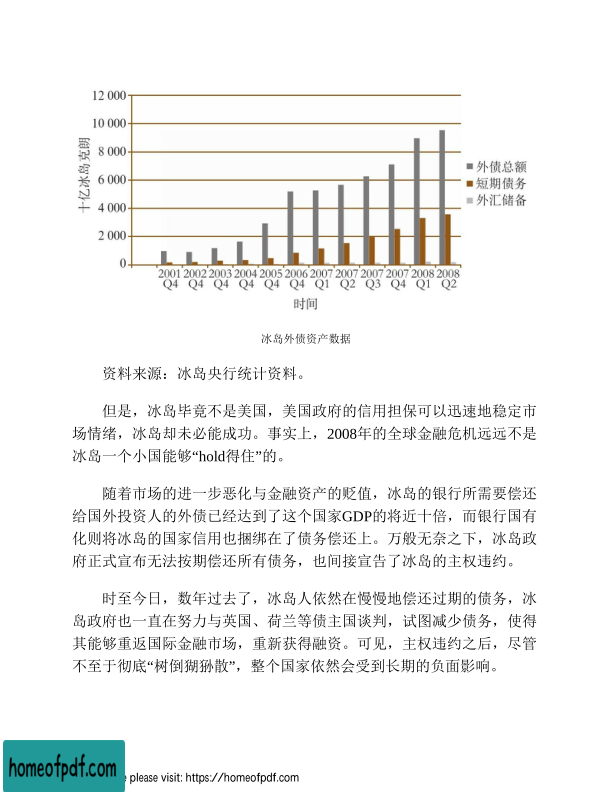 12 000
10 000
8 000
6 000
4 000
2 000
0
十亿冰岛克朗
外债总额
短期债务
外汇储备
2001 2002 2003 2004 2005 2006 2007 2007 2007 2007 2008 2008
Q4 Q4 Q4 Q4 Q4 Q4 Q1 Q2 Q3 Q4 Q1 Q2
时间
冰岛外债资产数据
资料来源：冰岛央行统计资料。
但是，冰岛毕竟不是美国，美国政府的信用担保可以迅速地稳定市
场情绪，冰岛却未必能成功。事实上，2008年的全球金融危机远远不是
冰岛一个小国能够“hold得住”的。
随着市场的进一步恶化与金融资产的贬值，冰岛的银行所需要偿还
给国外投资人的外债已经达到了这个国家GDP的将近十倍，而银行国有
化则将冰岛的国家信用也捆绑在了债务偿还上。万般无奈之下，冰岛政
府正式宣布无法按期偿还所有债务，也间接宣告了冰岛的主权违约。
时至今日，数年过去了，冰岛人依然在慢慢地偿还过期的债务，冰
岛政府也一直在努力与英国、荷兰等债主国谈判，试图减少债务，使得
其能够重返国际金融市场，重新获得融资。可见，主权违约之后，尽管
不至于彻底“树倒猢狲散”，整个国家依然会受到长期的负面影响。
homeofpdf.com
please visit: https://homeofpdf.com